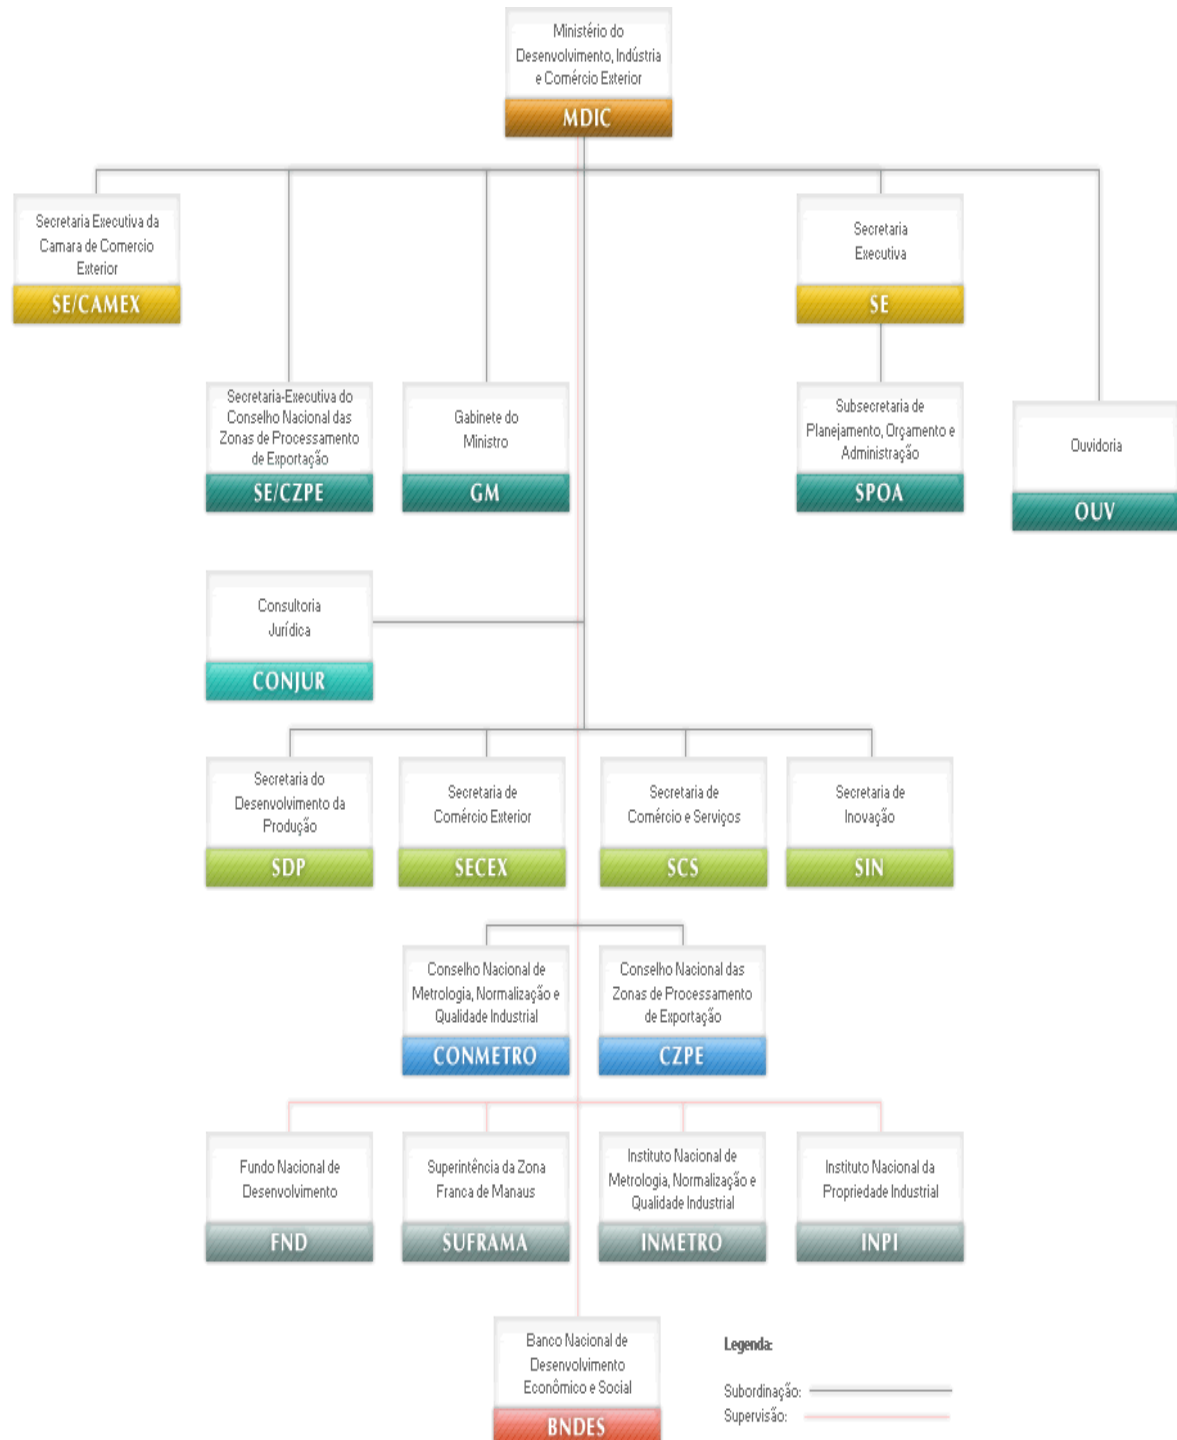 Ministério do
Desenvolvimento, Indústria
e Comércio Exterior
MDIC
Secretaria Executiva da
Camara de Comercio
Exterior
SE/CAMEX
Secretaria
Executiva
SE
Secretaria-Executiva do
Conselho Nacional das
Zonas de Processamento
de Exportação
SE/CZPE
Gabinete do
Ministro
GM
Subsecretaria de
Planejamento, Orçamento e
Administração
SPOA
Ouvidoria
OUV
Consultoria
Jurídica
CONJUR
Secretaria do
Desenvolvimento da
Produção
SDP
Secretaria de
Comércio Exterior
SECEX
Secretaria de
Comércio e Serviços
SCS
Secretaria de
Inovação
SIN
Conselho Nacional de
Metrologia, Normalização e
Qualidade Industrial
CONMETRO
Conselho Nacional das
Zonas de Processamento
de Exportação
CZPE
Fundo Nacional de
Desenvolvimento
FND
Superintência da Zona
Franca de Manaus
SUFRAMA
Instituto Nacional de
Metrologia, Normalização e
Qualidade Industrial
INMETRO
Instituto Nacional da
Propriedade Industrial
INPI
Banco Nacional de
Desenvolvimento
Econômico e Social
BNDES
Legenda:
Subordinação:
Supervisão: